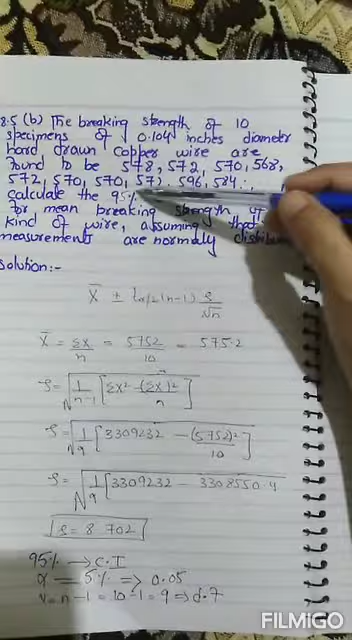 8.5 (b) The breaking strength of 10
specimens of 0.104 inches diameter
hard drawn Copper wire are
found to be 578, 572, 570, 568,
572, 570, 570, 572, 596, 584.
calculate the 95%
for mean breaking strength of
kind of wire, assuming that
measurements are normaly
Solution:-
X̄ ± tα/2(n-1) s/√n
X̄ = ΣX/n = 5752/10 = 575.2
s = √1/n-1 [ΣX² - (ΣX)²/n]
s = √1/9 [3309232 - (5752)²/10]
s = √1/9 [3309232 - 3308550.4
s = 8.702
95% → C.I
α = 5% => 0.05
v = n-1 = 10-1 = 9 => d.f
FILMIGO